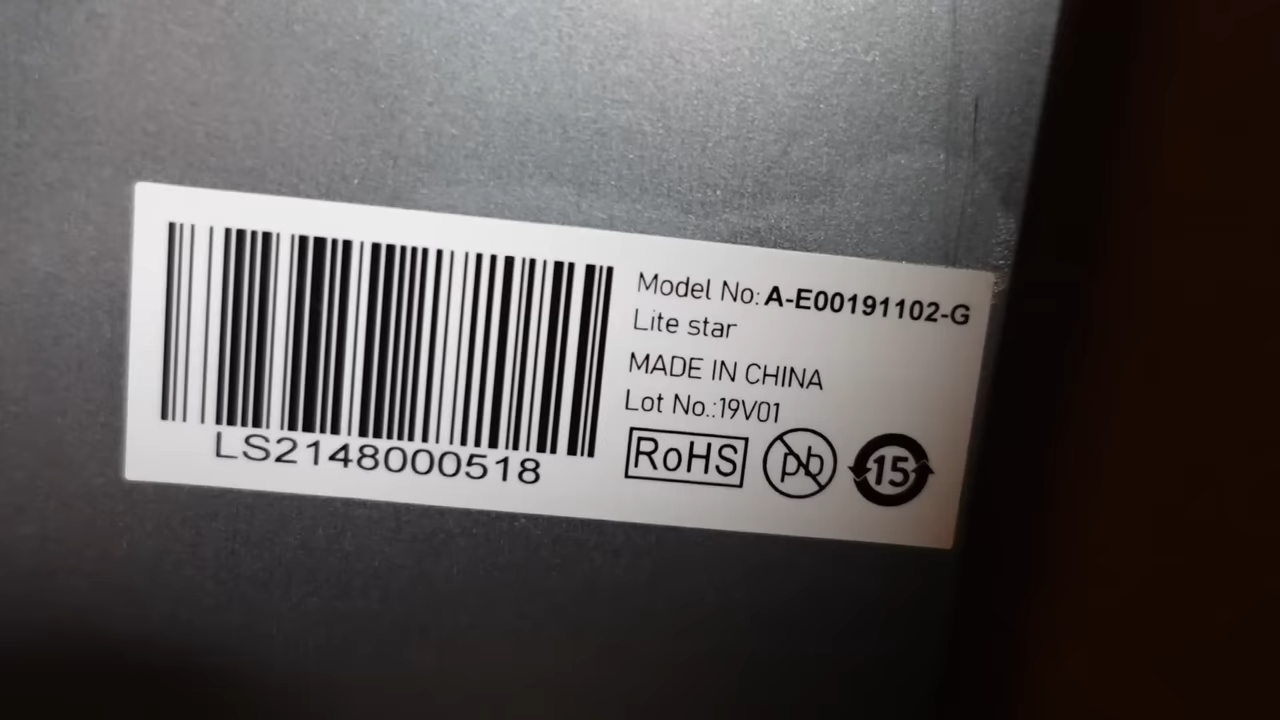 Model No: A-E00191102-G
Lite star
MADE IN CHINA
Lot No.:19V01
RoHS pb 15
LS2148000518